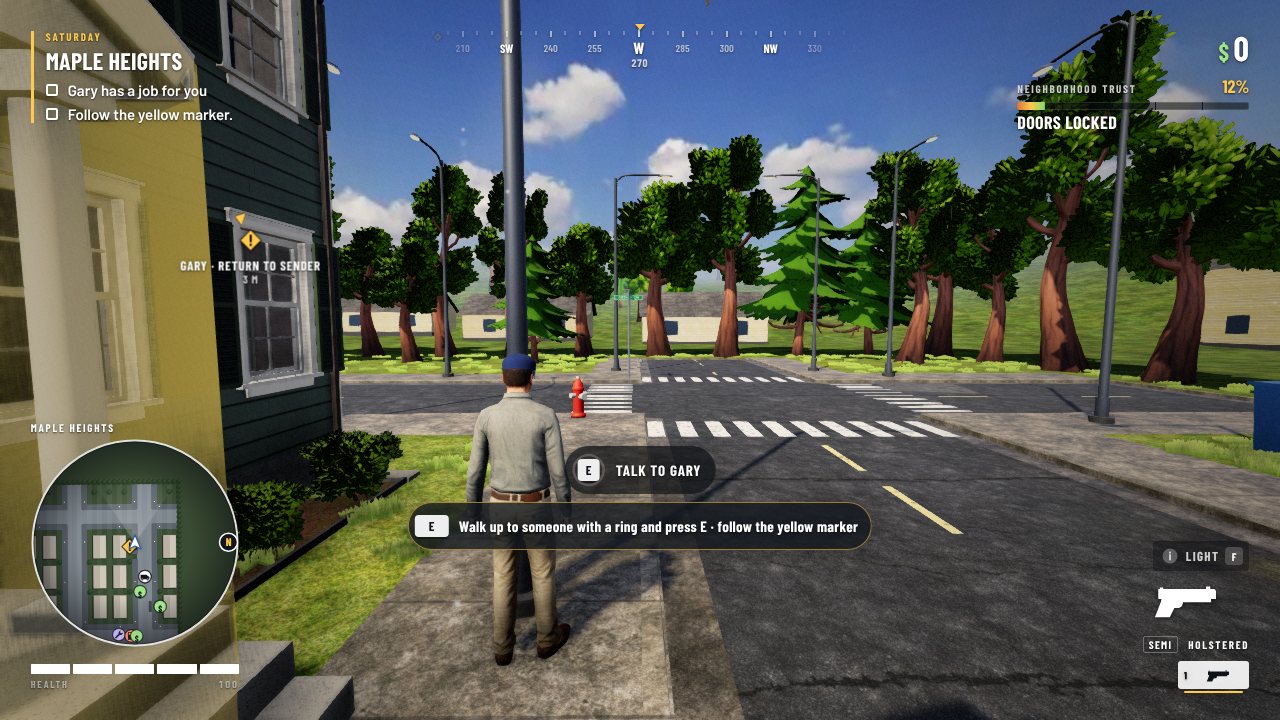 SATURDAY
MAPLE HEIGHTS
Gary has a job for you
Follow the yellow marker.
210 SW 240 255 W 285 300 NW 330
270
$0
NEIGHBORHOOD TRUST 12%
DOORS LOCKED
GARY · RETURN TO SENDER
3 M
E TALK TO GARY
E Walk up to someone with a ring and press E · follow the yellow marker
MAPLE HEIGHTS
N
HEALTH 100
LIGHT F
SEMI HOLSTERED
1